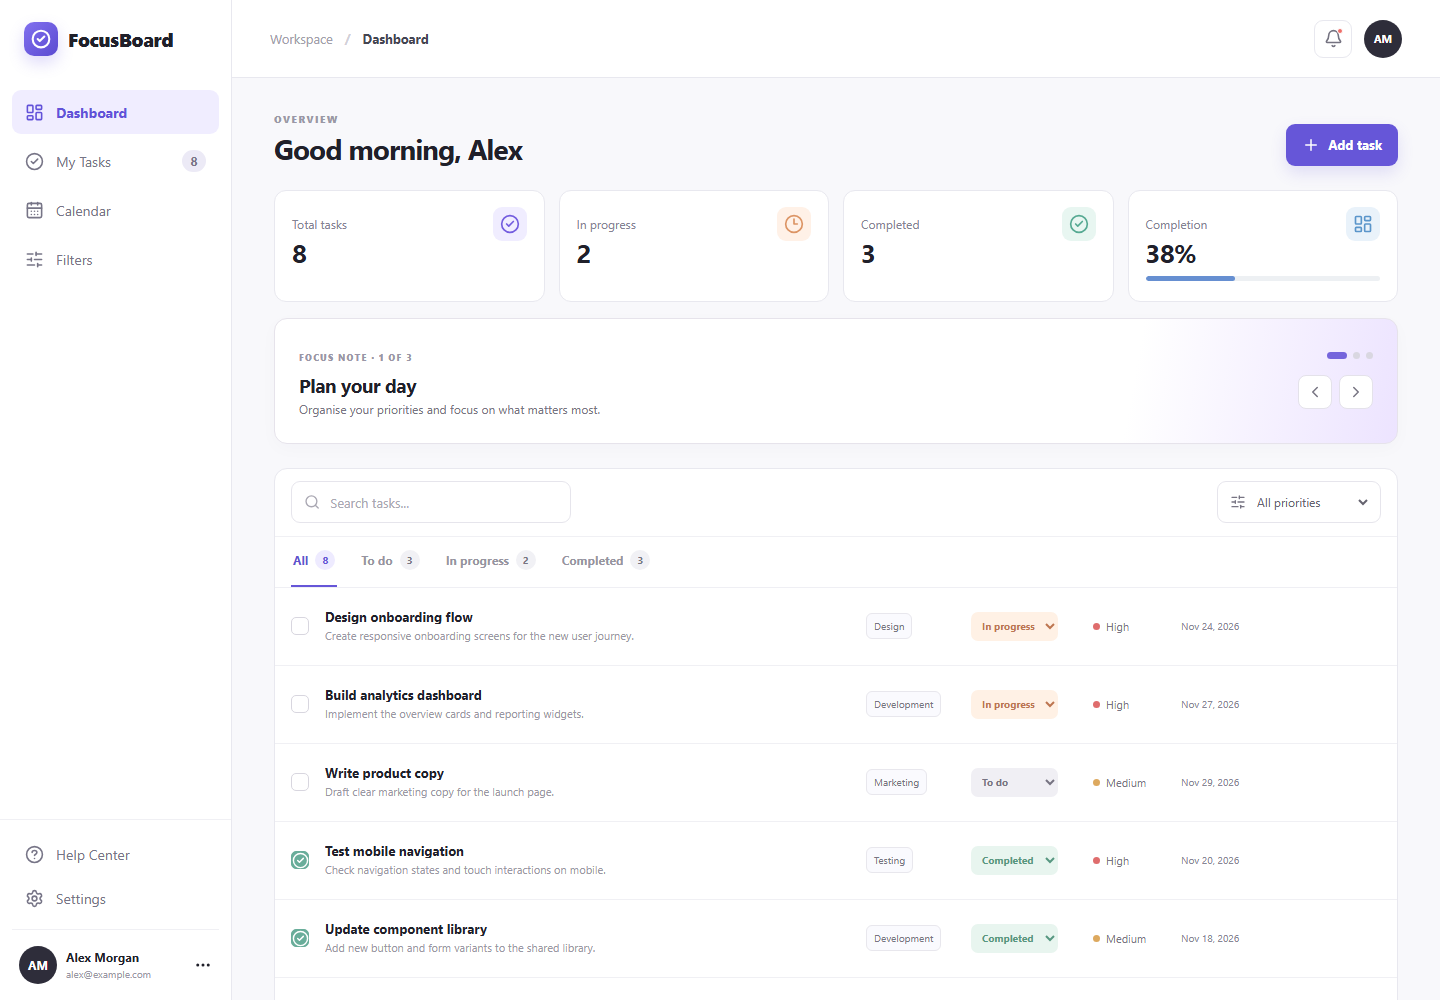 FocusBoard
Dashboard
My Tasks 8
Calendar
Filters
Help Center
Settings
AM
Alex Morgan
alex@example.com
Workspace / Dashboard
AM
OVERVIEW
Good morning, Alex
Add task
Total tasks
8
In progress
2
Completed
3
Completion
38%
FOCUS NOTE · 1 OF 3
Plan your day
Organise your priorities and focus on what matters most.
Search tasks...
All priorities
All 8 To do 3 In progress 2 Completed 3
Design onboarding flow
Create responsive onboarding screens for the new user journey.
Design In progress High Nov 24, 2026
Build analytics dashboard
Implement the overview cards and reporting widgets.
Development In progress High Nov 27, 2026
Write product copy
Draft clear marketing copy for the launch page.
Marketing To do Medium Nov 29, 2026
Test mobile navigation
Check navigation states and touch interactions on mobile.
Testing Completed High Nov 20, 2026
Update component library
Add new button and form variants to the shared library.
Development Completed Medium Nov 18, 2026